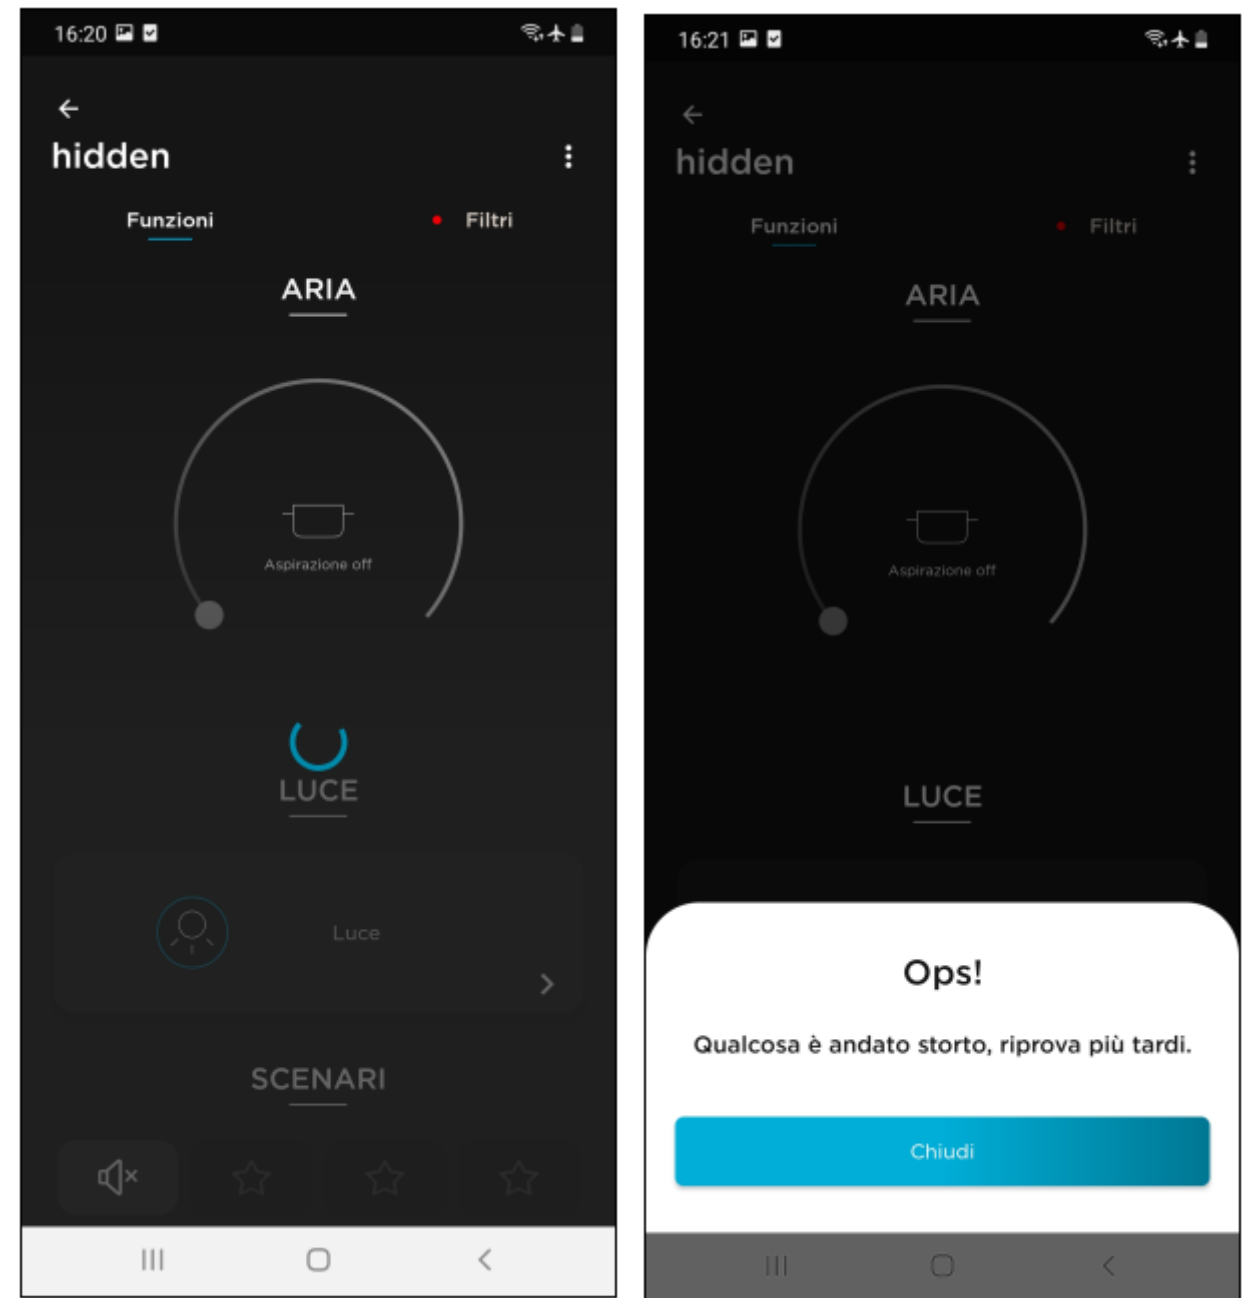 16:20
hidden
Funzioni
Filtri
ARIA
Aspirazione off
LUCE
Luce
SCENARI
16:21
hidden
Funzioni
Filtri
ARIA
Aspirazione off
LUCE
Ops!
Qualcosa è andato storto, riprova più tardi.
Chiudi